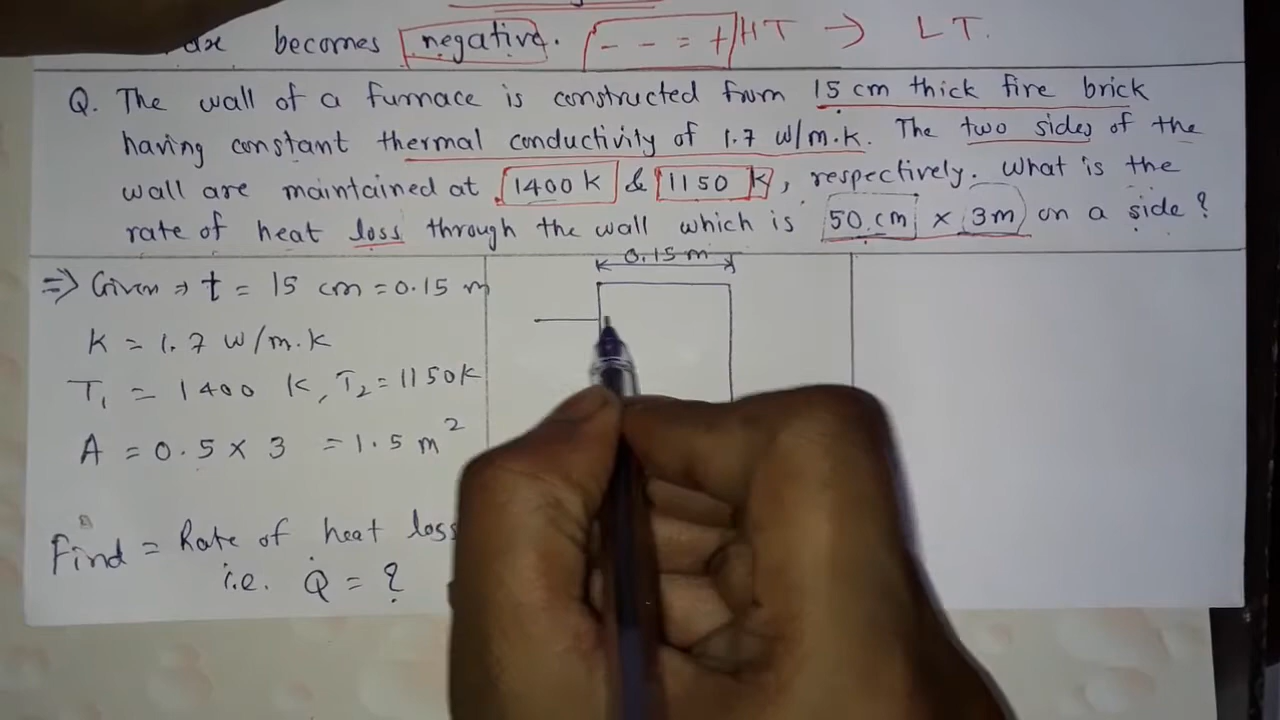 dx becomes negative. - - = + HT → LT.
Q. The wall of a furnace is constructed from 15 cm thick fire brick
having constant thermal conductivity of 1.7 W/m.K. The two sides of the
wall are maintained at 1400 K & 1150 K, respectively. What is the
rate of heat loss through the wall which is 50 cm × 3m on a side?
⇒ Given → t = 15 cm = 0.15 m
K = 1.7 W/m.K
T₁ = 1400 K, T₂ = 1150K
A = 0.5 × 3 = 1.5 m²
Find = Rate of heat loss
i.e. Q = ?
0.15 m